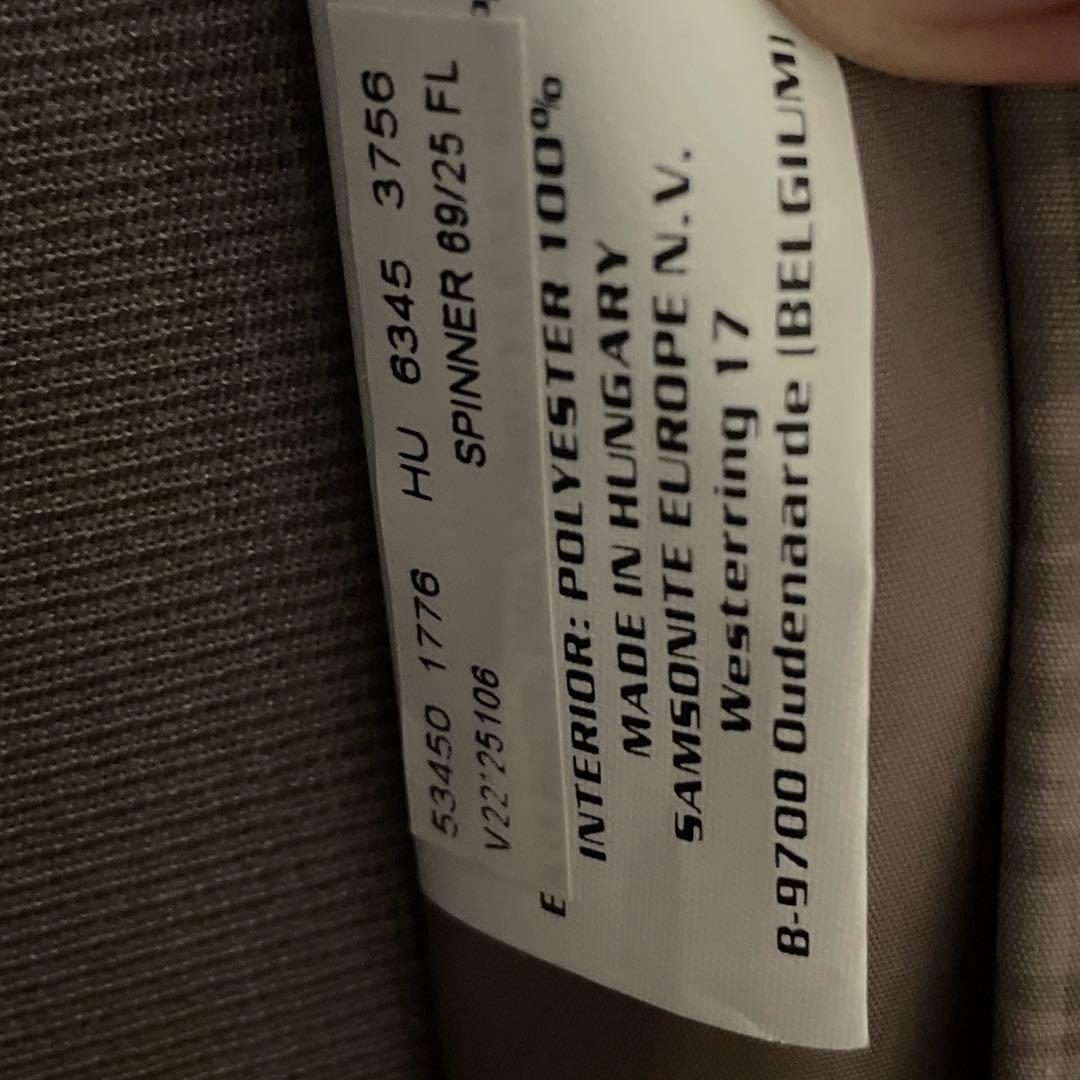 53450 1776 HU 6345 3756
V22*25106 SPINNER 69/25 FL
E
INTERIOR: POLYESTER 100%
MADE IN HUNGARY
SAMSONITE EUROPE N.V.
Westerring 17
B-9700 Oudenaarde (BELGIUM)